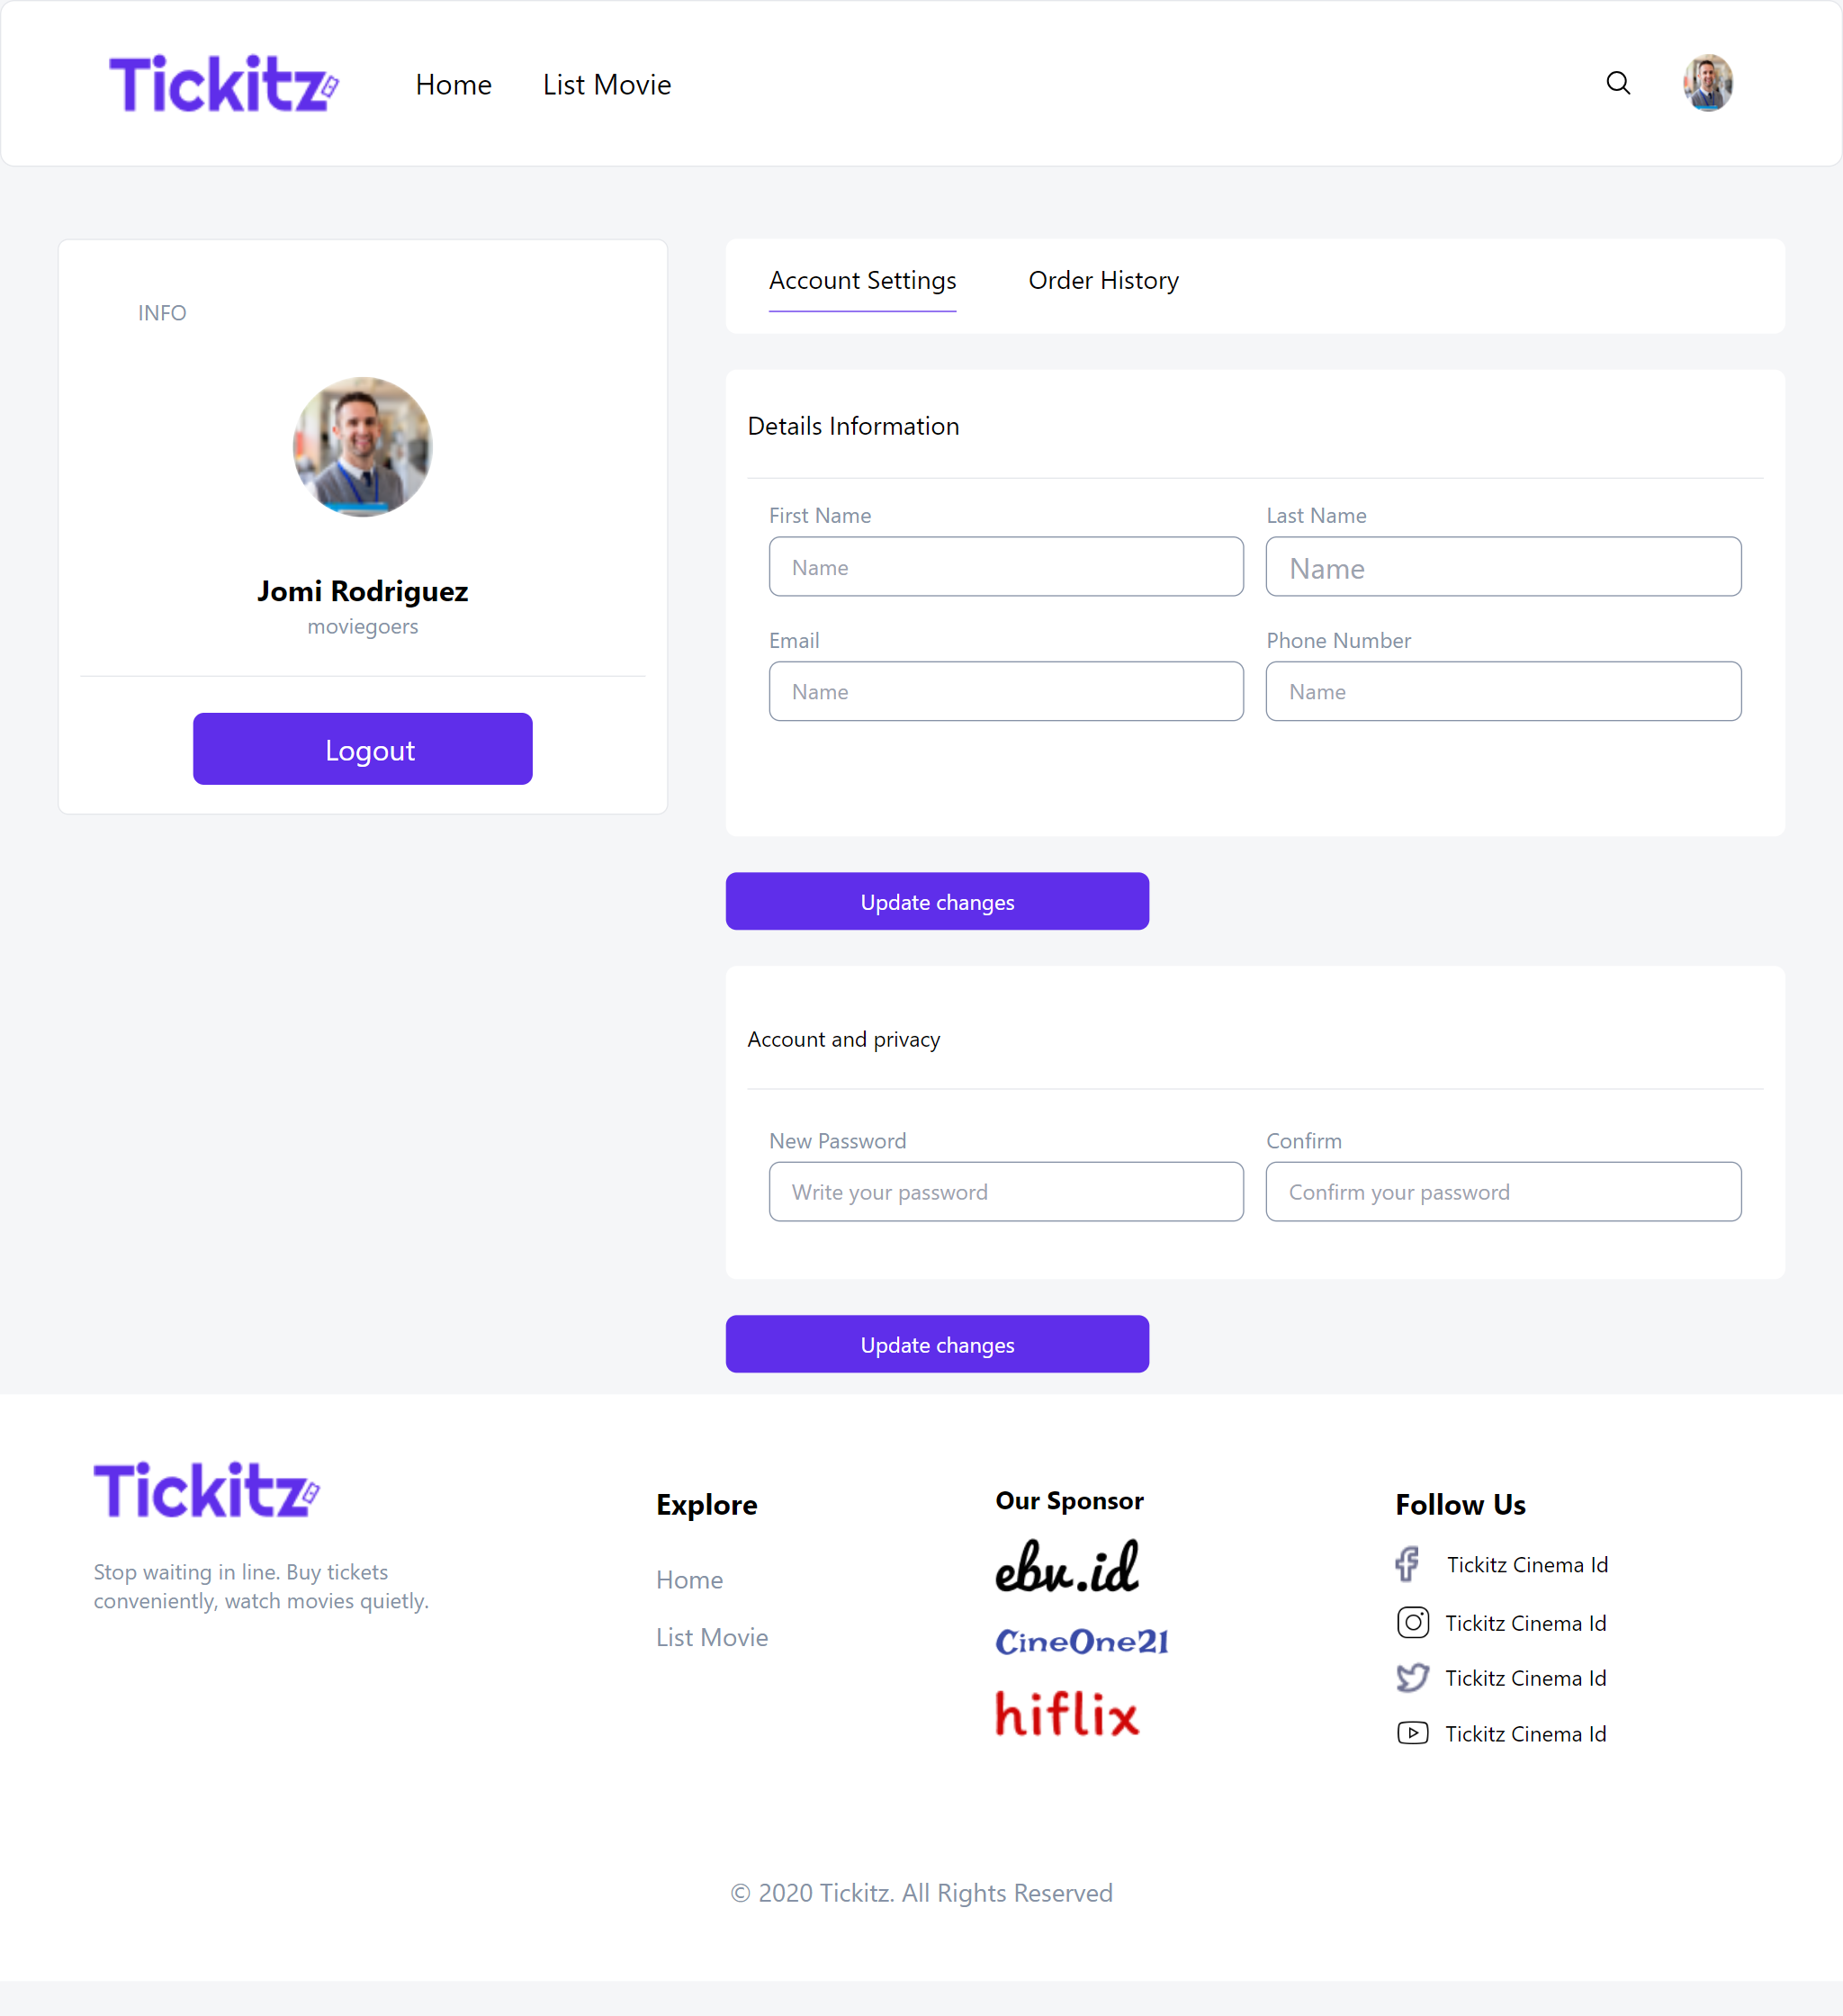 Tickitz
Home
List Movie
INFO
Jomi Rodriguez
moviegoers
Logout
Account Settings
Order History
Details Information
First Name
Last Name
Name
Name
Email
Phone Number
Name
Name
Update changes
Account and privacy
New Password
Confirm
Write your password
Confirm your password
Update changes
Tickitz
Stop waiting in line. Buy tickets
conveniently, watch movies quietly.
Explore
Home
List Movie
Our Sponsor
ebv.id
CineOne21
hiflix
Follow Us
Tickitz Cinema Id
Tickitz Cinema Id
Tickitz Cinema Id
Tickitz Cinema Id
© 2020 Tickitz. All Rights Reserved